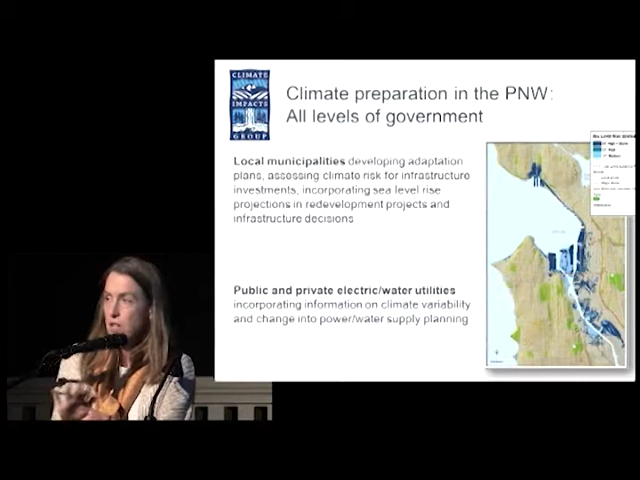 CLIMATE
IMPACTS
GROUP
Climate preparation in the PNW:
All levels of government
Local municipalities developing adaptation
plans, assessing climate risk for infrastructure
investments, incorporating sea level rise
projections in redevelopment projects and
infrastructure decisions
Public and private electric/water utilities
incorporating information on climate variability
and change into power/water supply planning